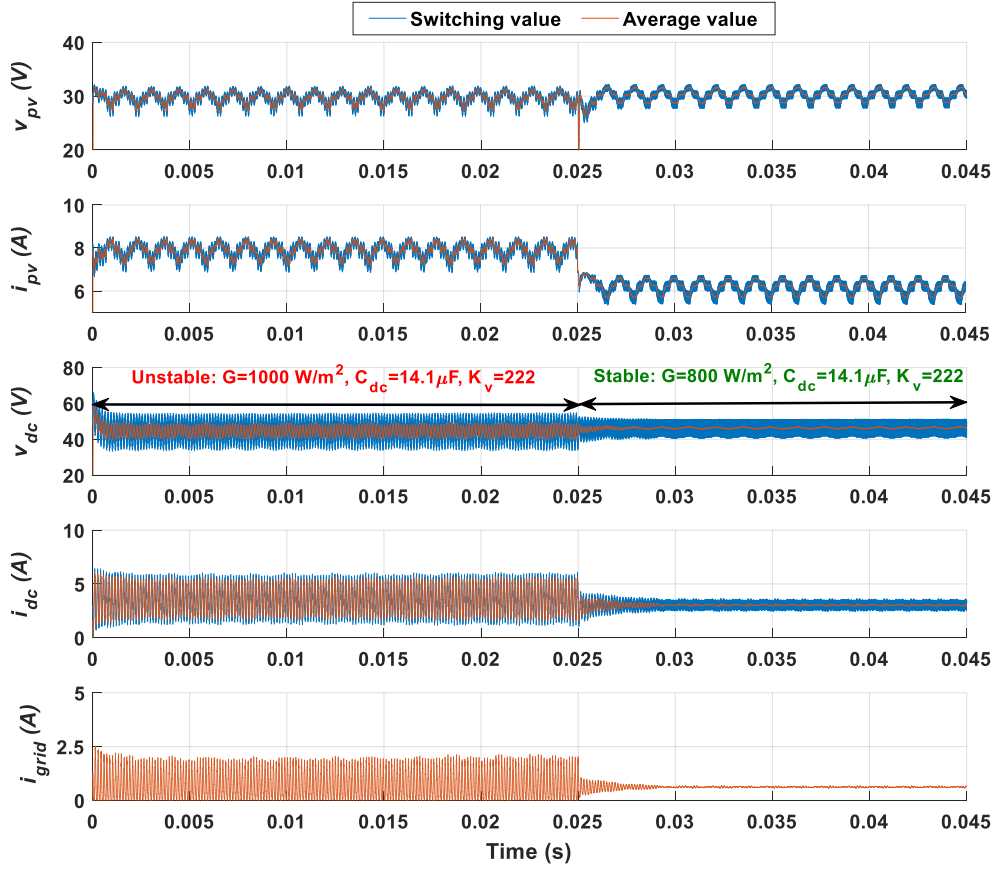 Switching value Average value
40
30
20
v_pv (V)
0 0.005 0.01 0.015 0.02 0.025 0.03 0.035 0.04 0.045
10
8
6
i_pv (A)
0 0.005 0.01 0.015 0.02 0.025 0.03 0.035 0.04 0.045
80
60
40
20
v_dc (V)
Unstable: G=1000 W/m², C_dc=14.1μF, K_v=222
Stable: G=800 W/m², C_dc=14.1μF, K_v=222
0 0.005 0.01 0.015 0.02 0.025 0.03 0.035 0.04 0.045
10
5
0
i_dc (A)
0 0.005 0.01 0.015 0.02 0.025 0.03 0.035 0.04 0.045
5
2.5
0
i_grid (A)
0 0.005 0.01 0.015 0.02 0.025 0.03 0.035 0.04 0.045
Time (s)